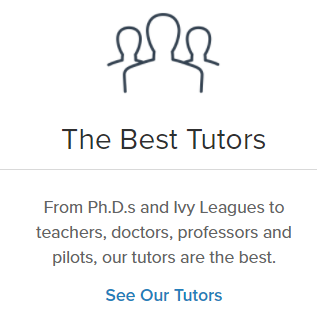 The Best Tutors
From Ph.D.s and Ivy Leagues to
teachers, doctors, professors and
pilots, our tutors are the best.
See Our Tutors